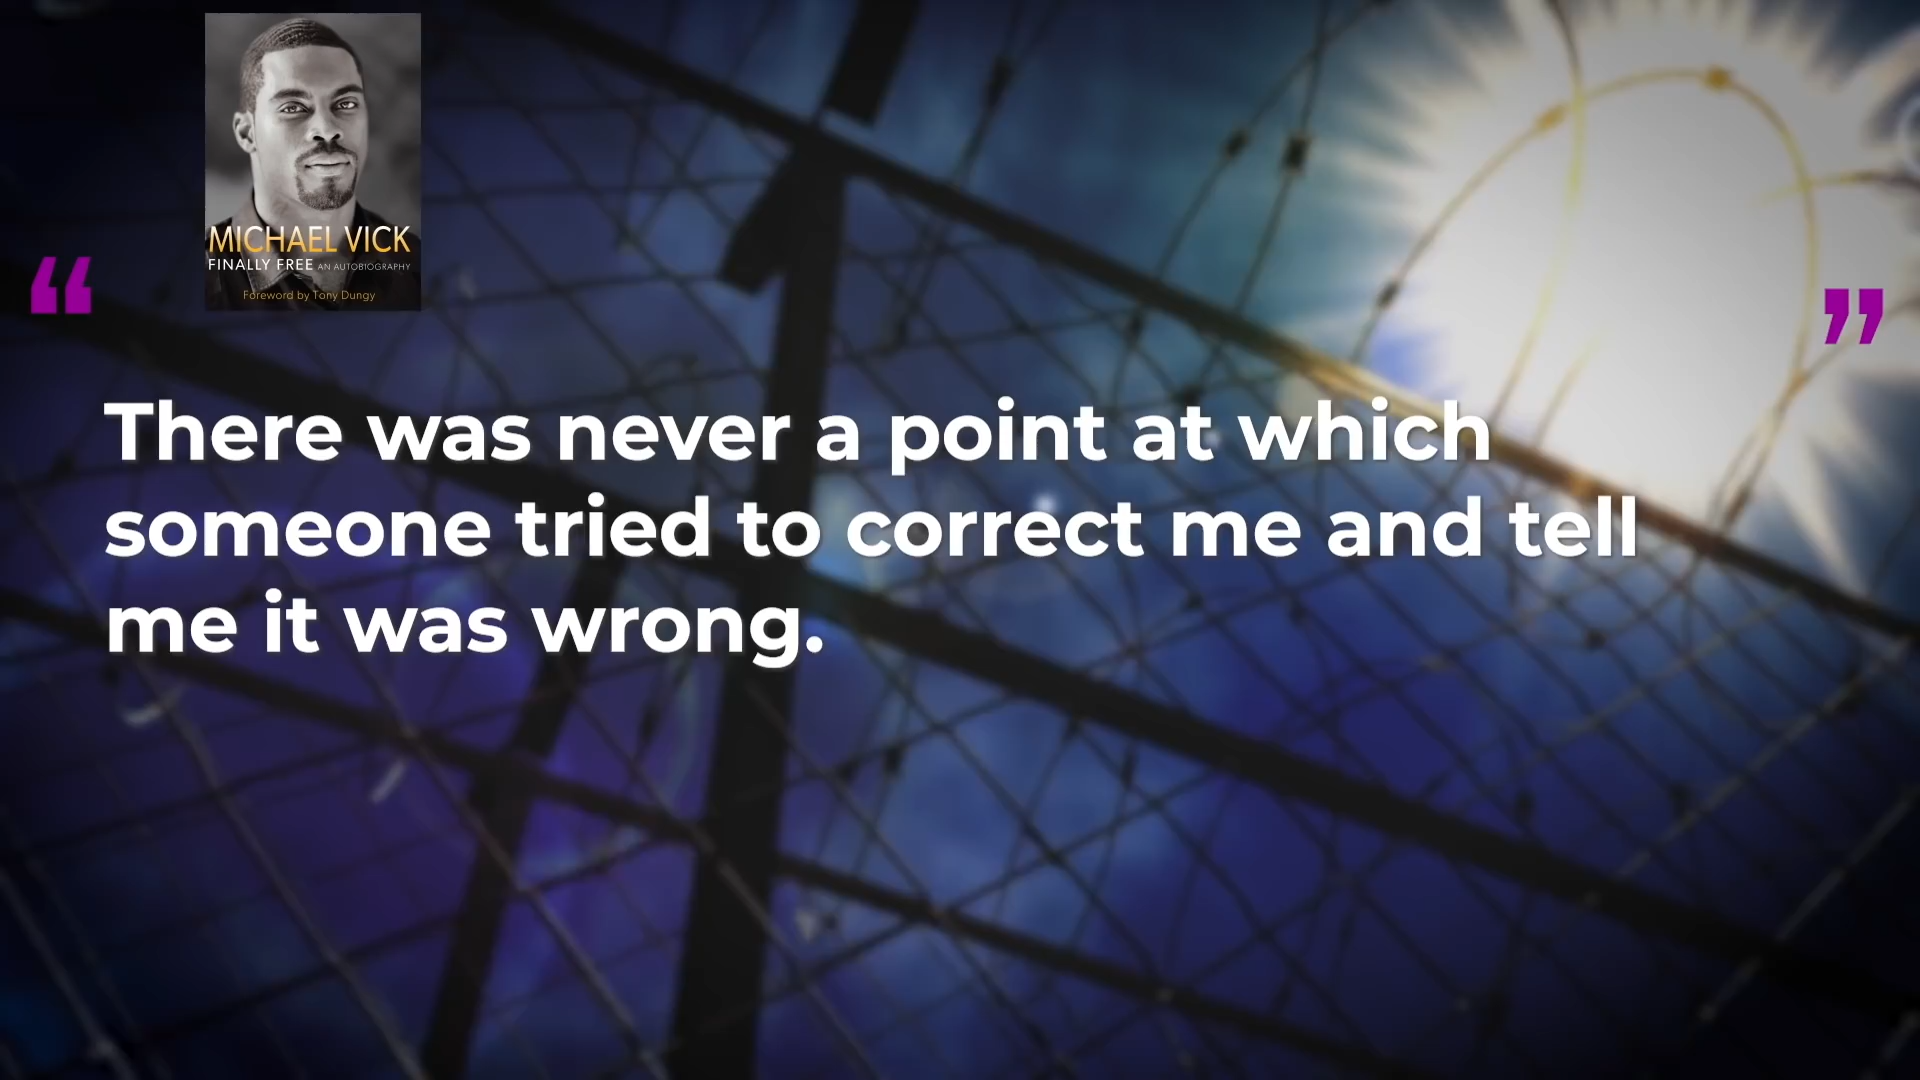 MICHAEL VICK
FINALLY FREE AN AUTOBIOGRAPHY
Foreword by Tony Dungy
“ ”
There was never a point at which
someone tried to correct me and tell
me it was wrong.